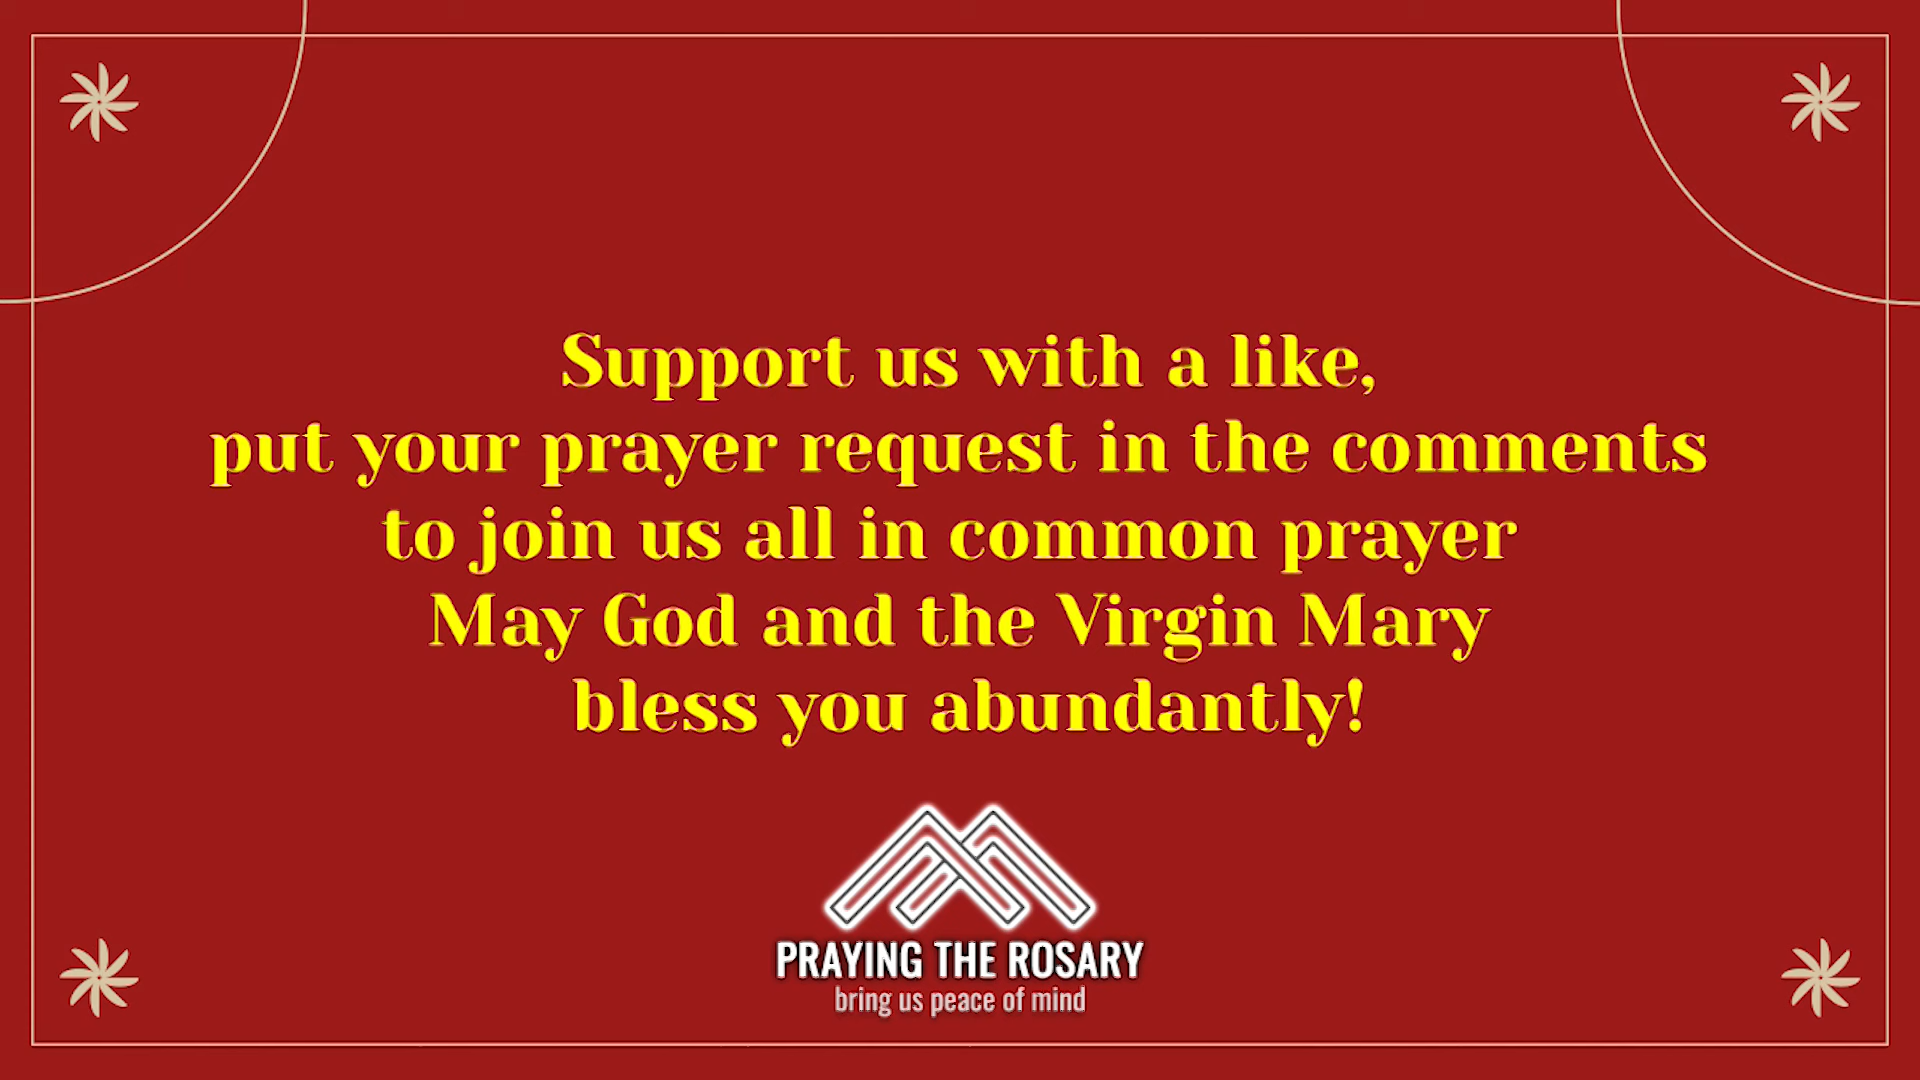 Support us with a like,
put your prayer request in the comments
to join us all in common prayer
May God and the Virgin Mary
bless you abundantly!
PRAYING THE ROSARY
bring us peace of mind